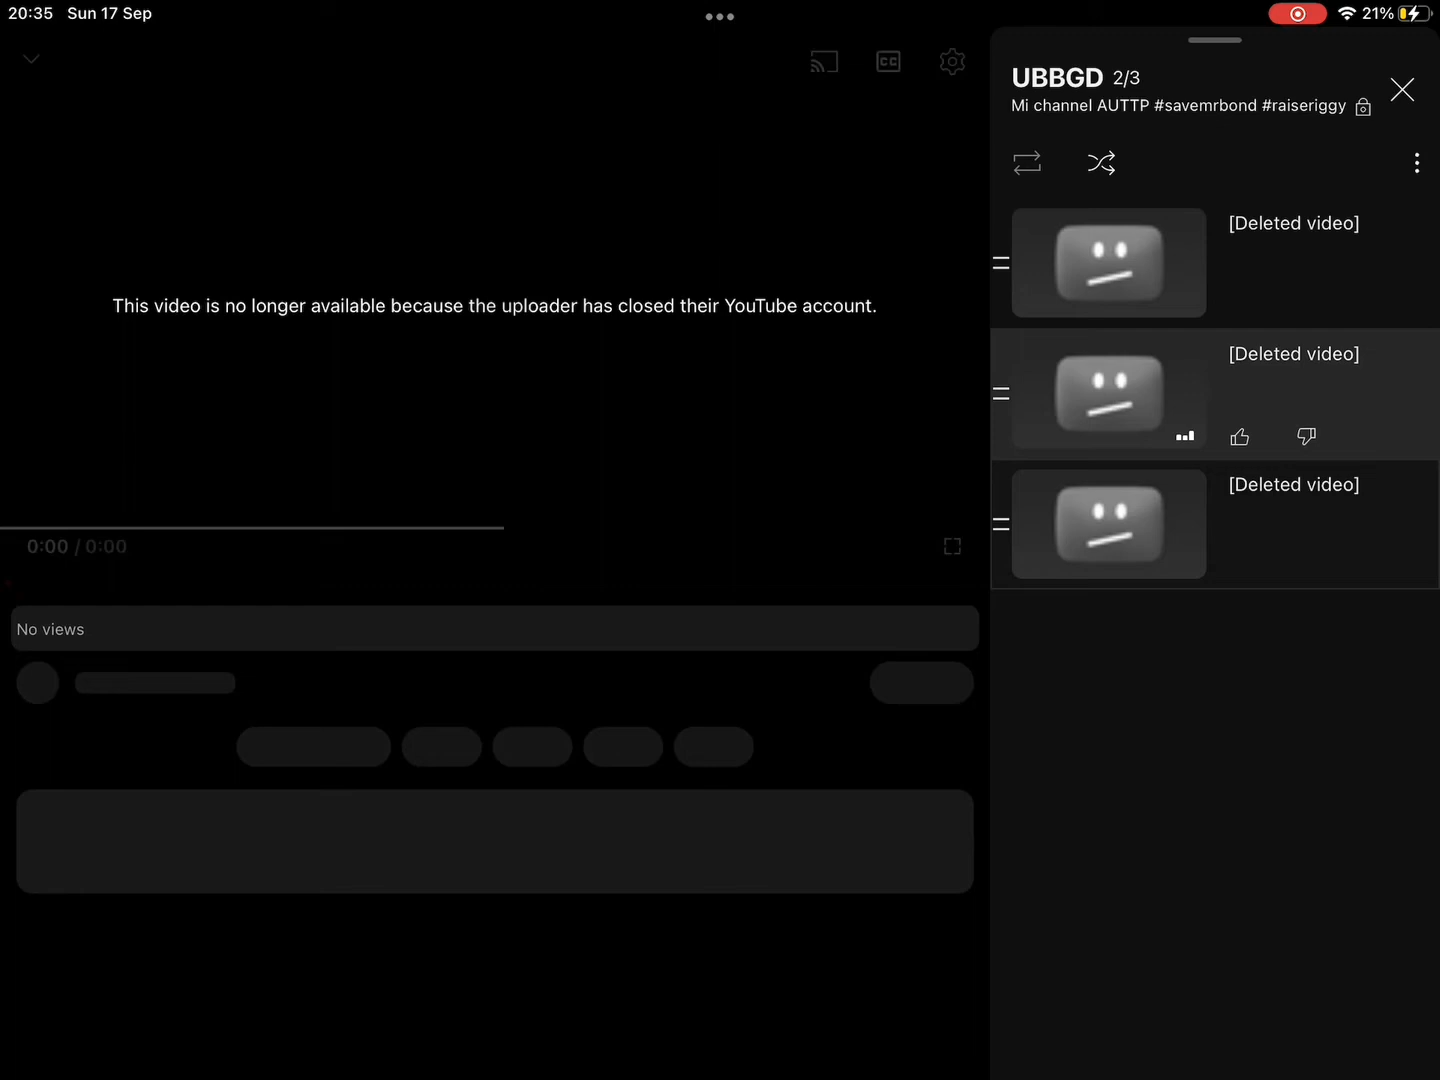 20:35 Sun 17 Sep
21%
CC
UBBGD 2/3
Mi channel AUTTP #savemrbond #raiseriggy
[Deleted video]
This video is no longer available because the uploader has closed their YouTube account.
[Deleted video]
[Deleted video]
0:00 / 0:00
No views